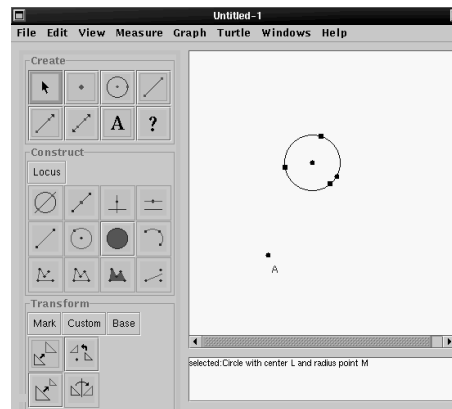 Untitled-1
File Edit View Measure Graph Turtle Windows Help
Create
A ?
Construct
Locus
A
Transform
Mark Custom Base
selected:Circle with center L and radius point M